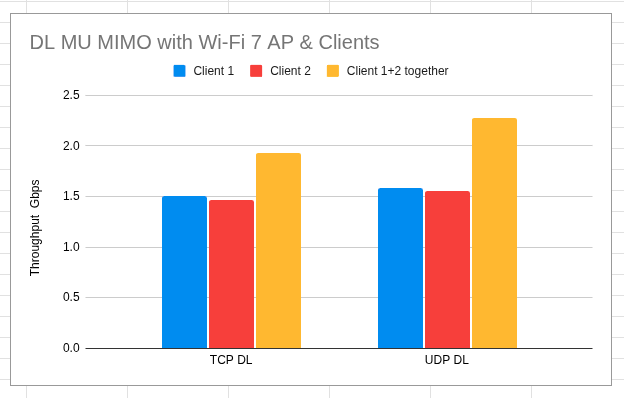 DL MU MIMO with Wi-Fi 7 AP & Clients
Client 1 Client 2 Client 1+2 together
Throughput Gbps
2.5
2.0
1.5
1.0
0.5
0.0
TCP DL UDP DL